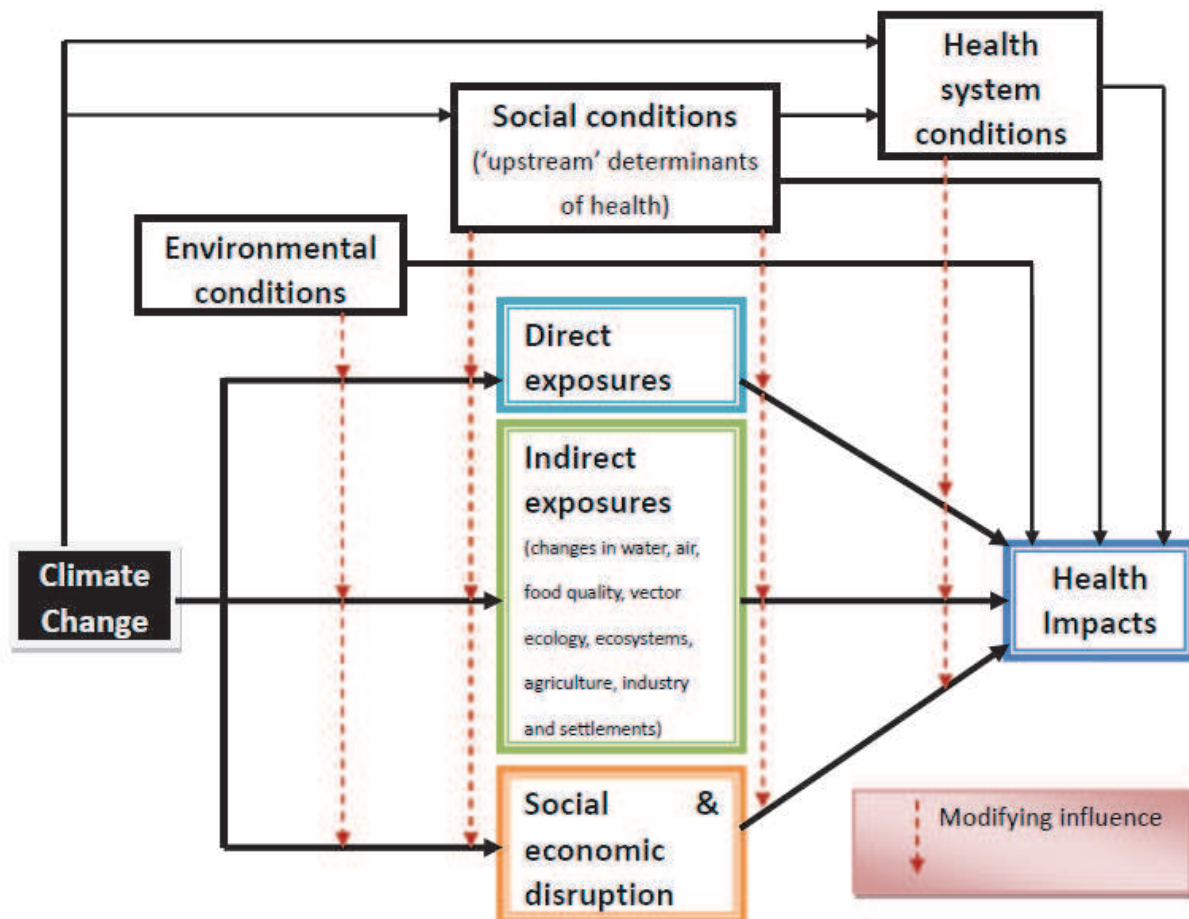 Health
system
conditions
Social conditions
(‘upstream’ determinants
of health)
Environmental
conditions
Direct
exposures
Indirect
exposures
(changes in water, air,
food quality, vector
ecology, ecosystems,
agriculture, industry
and settlements)
Climate
Change
Health
Impacts
Social &
economic
disruption
Modifying influence